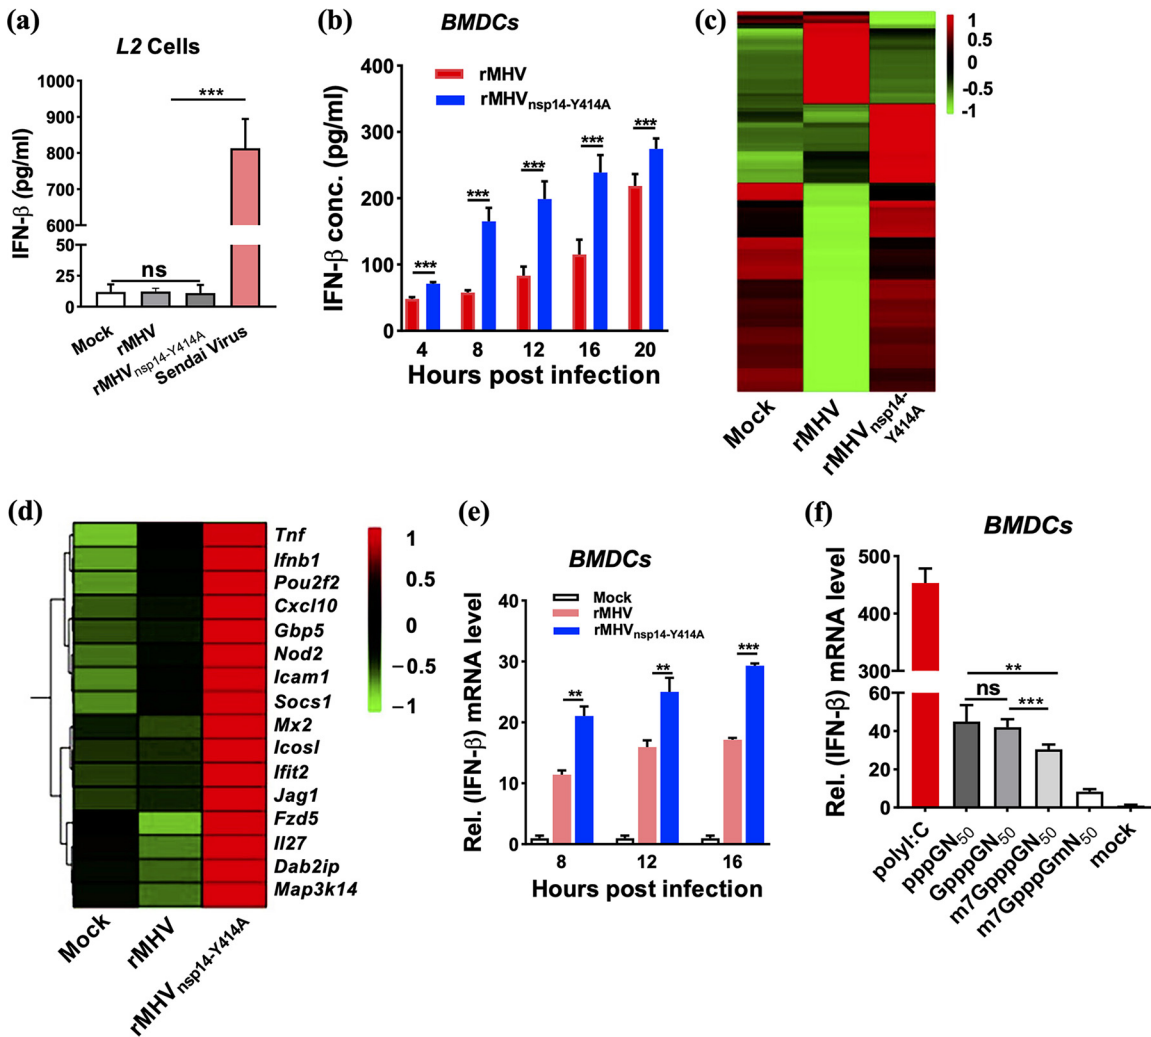 (a)
L2 Cells
IFN-β (pg/ml)
1000
900
800
700
600
50
25
0
***
ns
Mock
rMHV
rMHVnsp14-Y414A
Sendai Virus
(b)
BMDCs
IFN-β conc. (pg/ml)
400
300
200
100
0
rMHV
rMHVnsp14-Y414A
***
***
***
***
***
4 8 12 16 20
Hours post infection
(c)
1
0.5
0
-0.5
-1
Mock
rMHV
rMHVnsp14-
Y414A
(d)
Tnf
Ifnb1
Pou2f2
Cxcl10
Gbp5
Nod2
Icam1
Socs1
Mx2
Icosl
Ifit2
Jag1
Fzd5
Il27
Dab2ip
Map3k14
1
0.5
0
−0.5
−1
Mock
rMHV
rMHVnsp14-Y414A
(e)
BMDCs
Rel. (IFN-β) mRNA level
40
30
20
10
0
Mock
rMHV
rMHVnsp14-Y414A
**
**
***
8 12 16
Hours post infection
(f)
BMDCs
Rel. (IFN-β) mRNA level
500
400
300
60
40
20
0
**
ns
***
polyI:C
pppGN50
GpppGN50
m7GpppGN50
m7GpppGmN50
mock